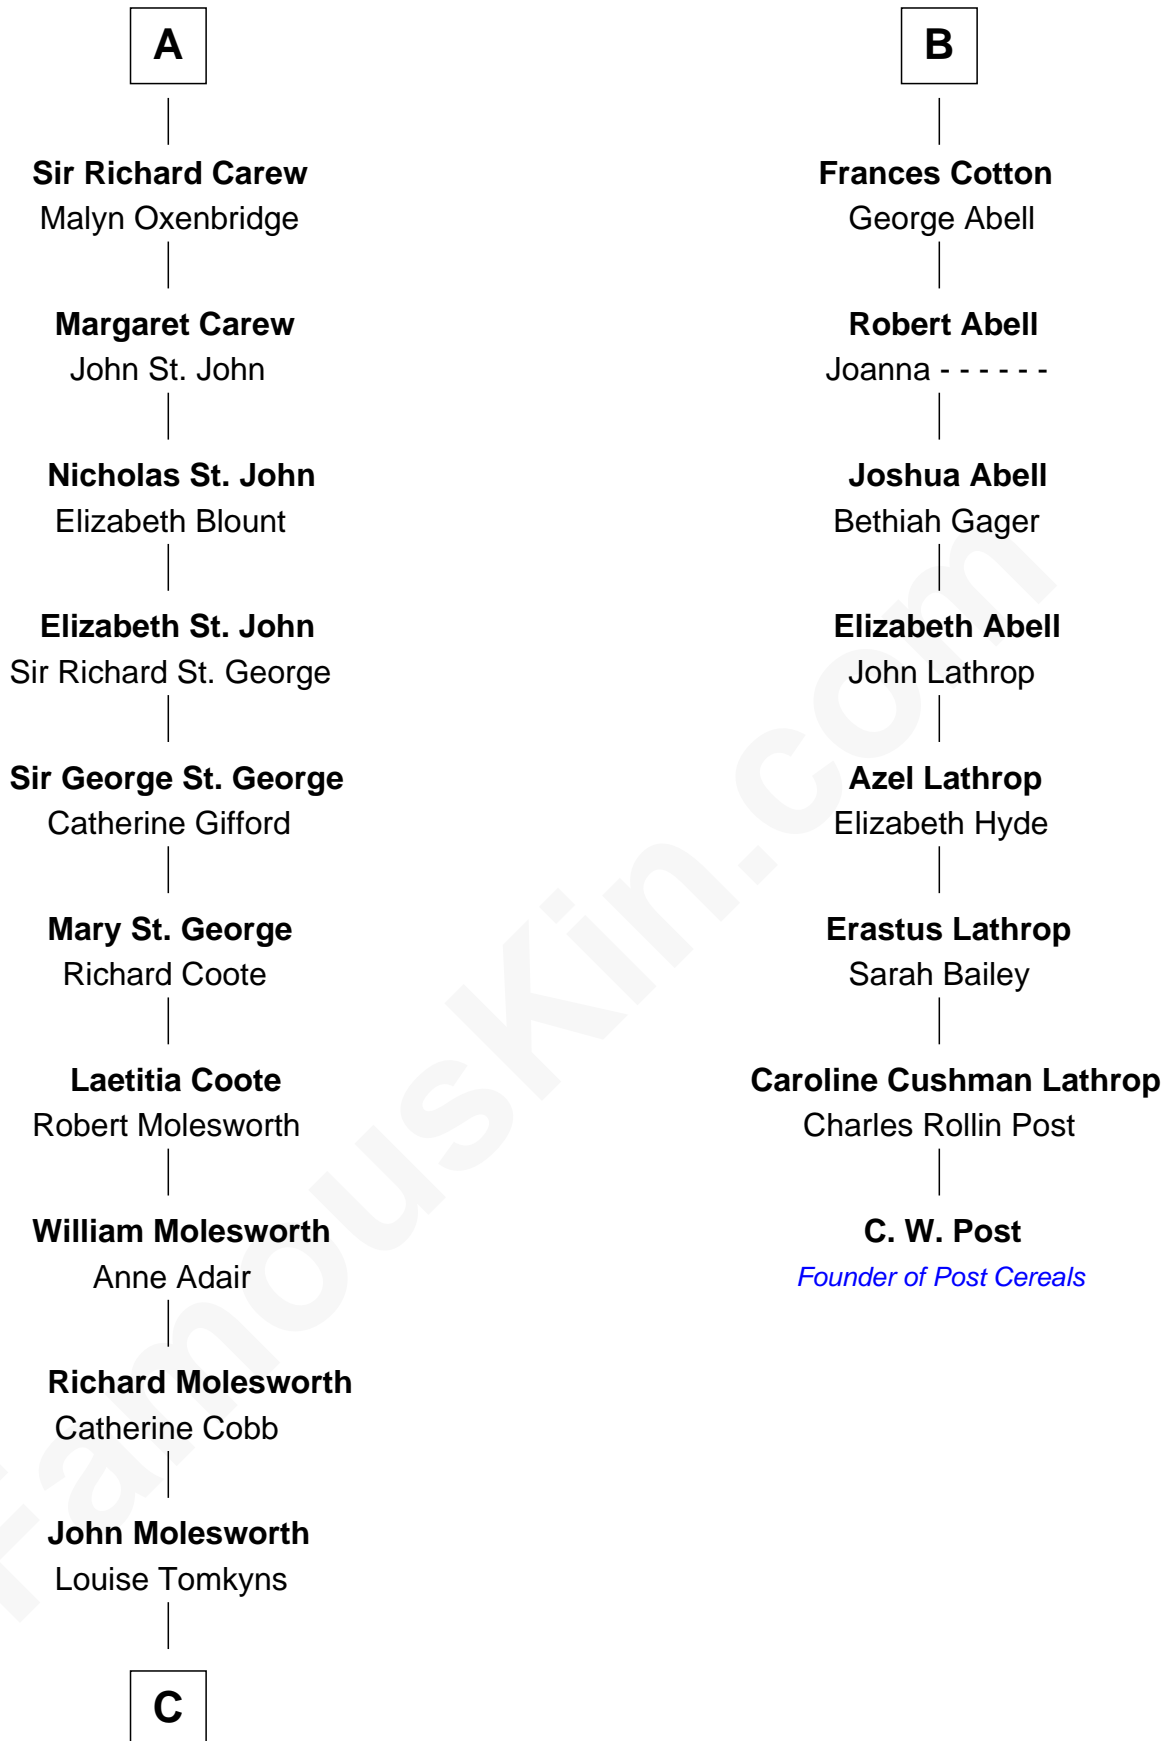 A
Sir Richard Carew
Malyn Oxenbridge
Margaret Carew
John St. John
Nicholas St. John
Elizabeth Blount
Elizabeth St. John
Sir Richard St. George
Sir George St. George
Catherine Gifford
Mary St. George
Richard Coote
Laetitia Coote
Robert Molesworth
William Molesworth
Anne Adair
Richard Molesworth
Catherine Cobb
John Molesworth
Louise Tomkyns
C
B
Frances Cotton
George Abell
Robert Abell
Joanna - - - - - -
Joshua Abell
Bethiah Gager
Elizabeth Abell
John Lathrop
Azel Lathrop
Elizabeth Hyde
Erastus Lathrop
Sarah Bailey
Caroline Cushman Lathrop
Charles Rollin Post
C. W. Post
Founder of Post Cereals
FamousKin.com